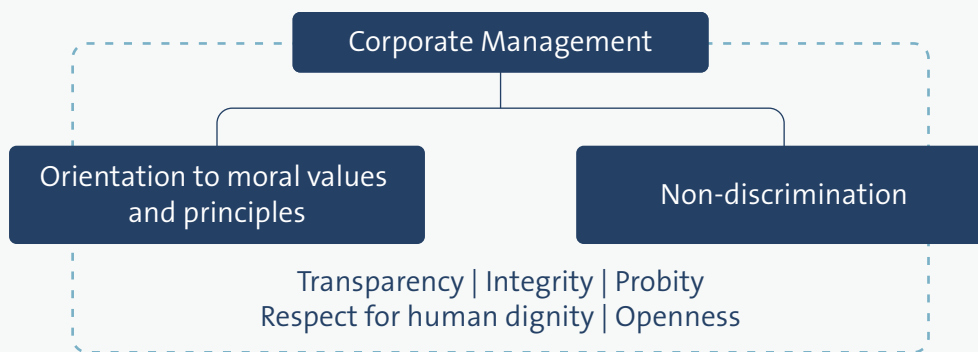 Corporate Management
Orientation to moral values
and principles
Non-discrimination
Transparency | Integrity | Probity
Respect for human dignity | Openness